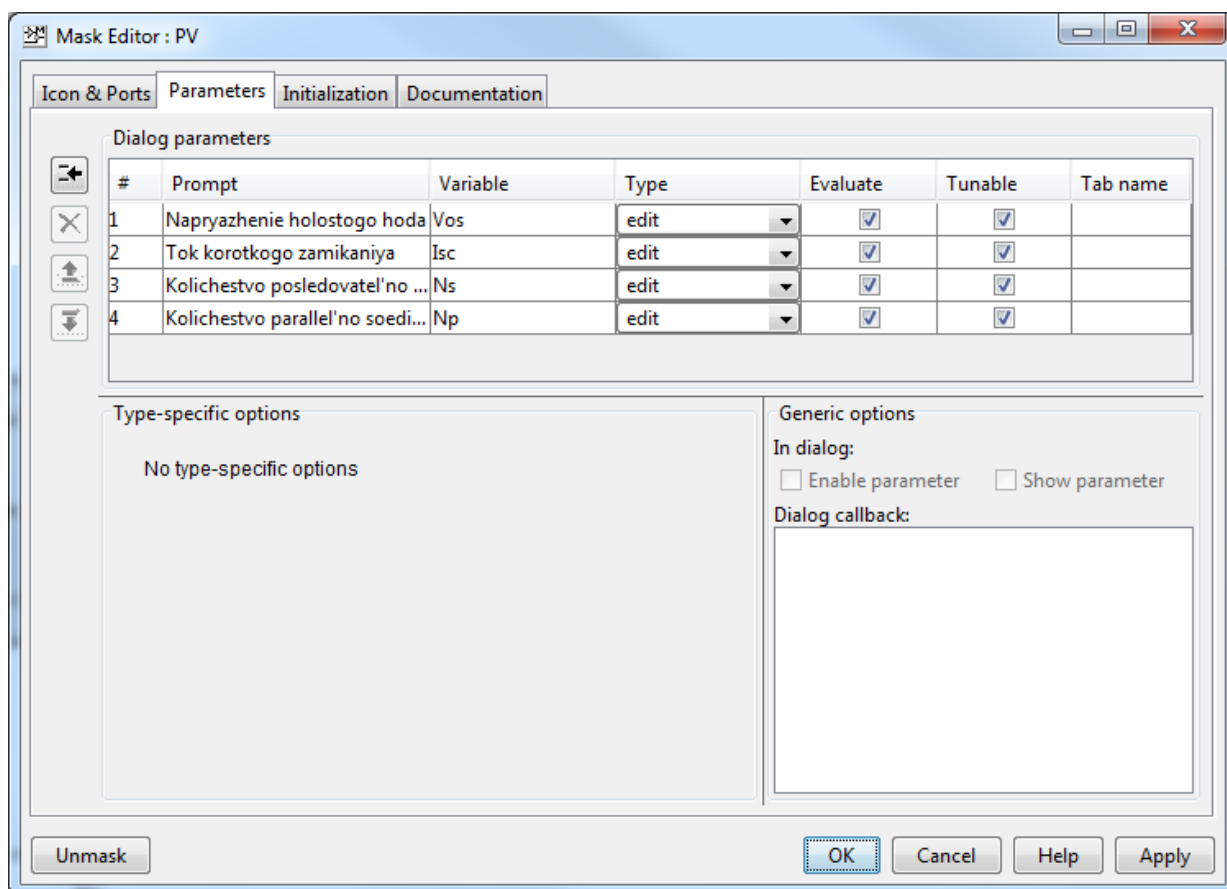 Mask Editor : PV
Icon & Ports Parameters Initialization Documentation
Dialog parameters
# Prompt Variable Type Evaluate Tunable Tab name
1 Napryazhenie holostogo hoda Vos edit
2 Tok korotkogo zamikaniya Isc edit
3 Kolichestvo posledovatel'no ... Ns edit
4 Kolichestvo parallel'no soedi... Np edit
Type-specific options
No type-specific options
Generic options
In dialog:
Enable parameter Show parameter
Dialog callback:
Unmask OK Cancel Help Apply